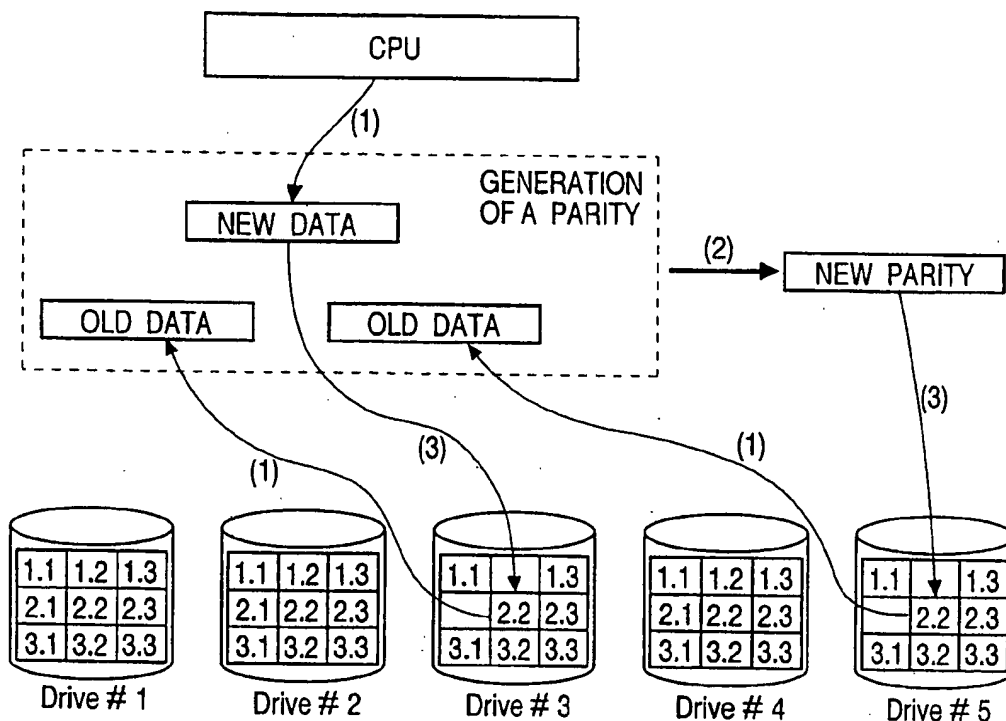 CPU
(1)
GENERATION
OF A PARITY
NEW DATA
(2)
NEW PARITY
OLD DATA
OLD DATA
(3)
(1)
(3)
(1)
1.1 1.2 1.3
2.1 2.2 2.3
3.1 3.2 3.3
Drive # 1
1.1 1.2 1.3
2.1 2.2 2.3
3.1 3.2 3.3
Drive # 2
1.1 1.3
2.2 2.3
3.1 3.2 3.3
Drive # 3
1.1 1.2 1.3
2.1 2.2 2.3
3.1 3.2 3.3
Drive # 4
1.1 1.3
2.2 2.3
3.1 3.2 3.3
Drive # 5